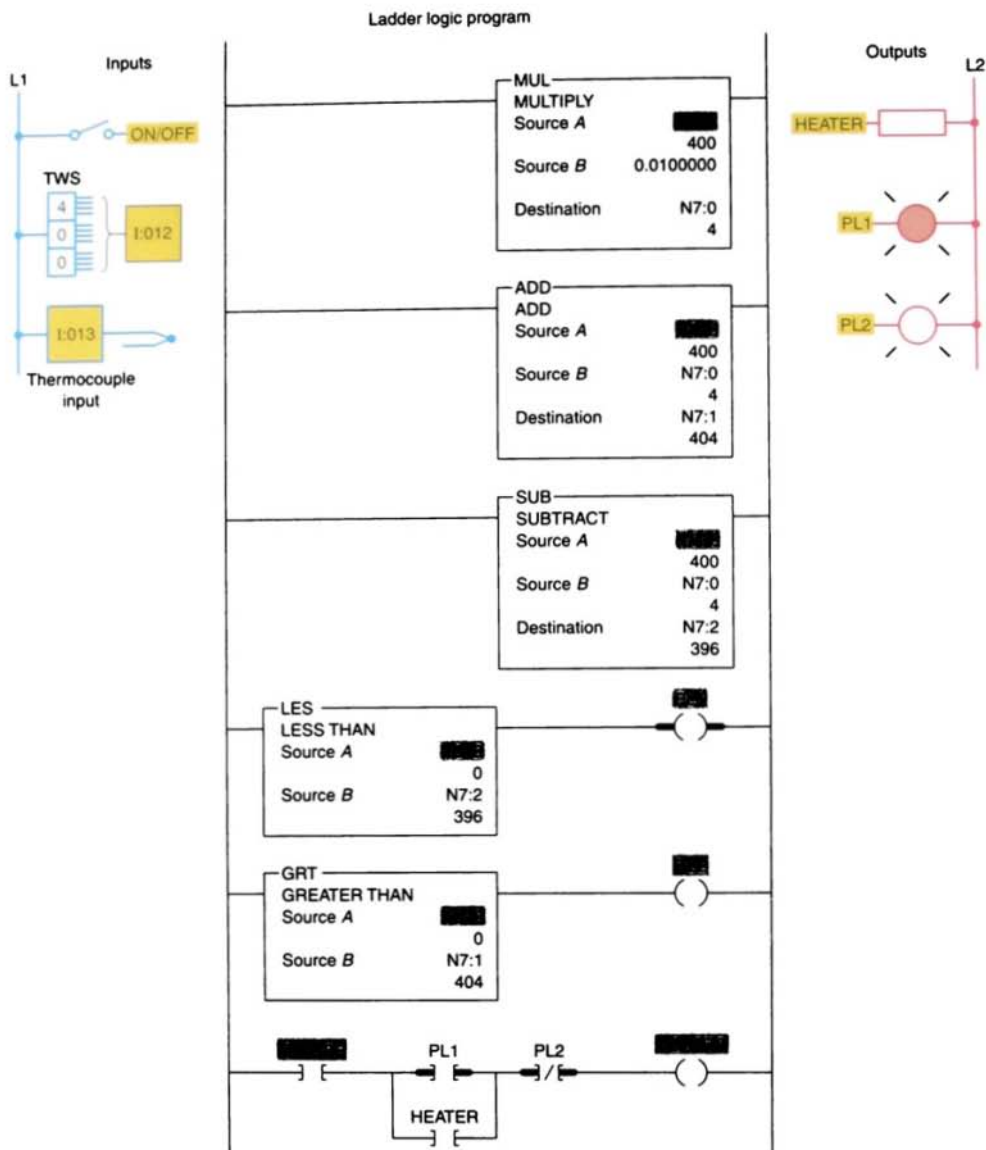 Ladder logic program
Inputs
L1
ON/OFF
TWS
4
0
0
I:012
I:013
Thermocouple
input
MUL
MULTIPLY
Source A
400
Source B 0.0100000
Destination N7:0
4
ADD
ADD
Source A
400
Source B N7:0
4
Destination N7:1
404
SUB
SUBTRACT
Source A
400
Source B N7:0
4
Destination N7:2
396
LES
LESS THAN
Source A
0
Source B N7:2
396
GRT
GREATER THAN
Source A
0
Source B N7:1
404
PL1 PL2
HEATER
Outputs
L2
HEATER
PL1
PL2